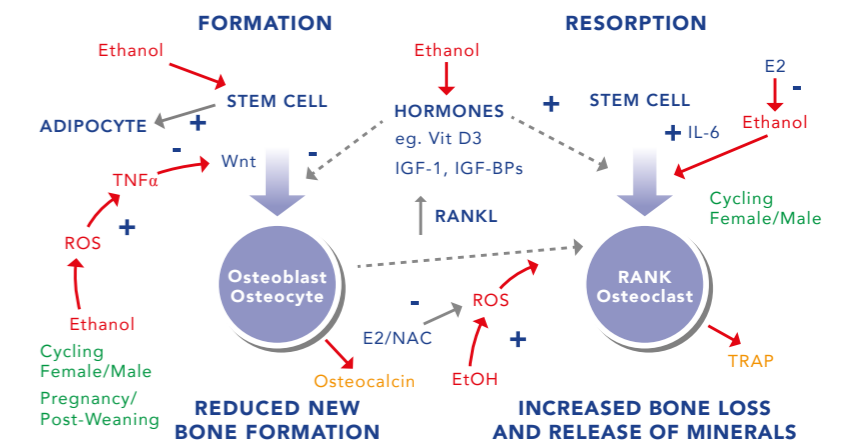 FORMATION
RESORPTION
Ethanol
Ethanol
E2
-
STEM CELL
HORMONES
+
STEM CELL
Ethanol
ADIPOCYTE
+
eg. Vit D3
+ IL-6
-
Wnt
-
IGF-1, IGF-BPs
TNFα
Cycling
Female/Male
RANKL
+
ROS
Osteoblast
Osteocyte
RANK
Osteoclast
-
ROS
Ethanol
E2/NAC
+
Cycling
Female/Male
TRAP
Osteocalcin
EtOH
Pregnancy/
Post-Weaning
REDUCED NEW
BONE FORMATION
INCREASED BONE LOSS
AND RELEASE OF MINERALS